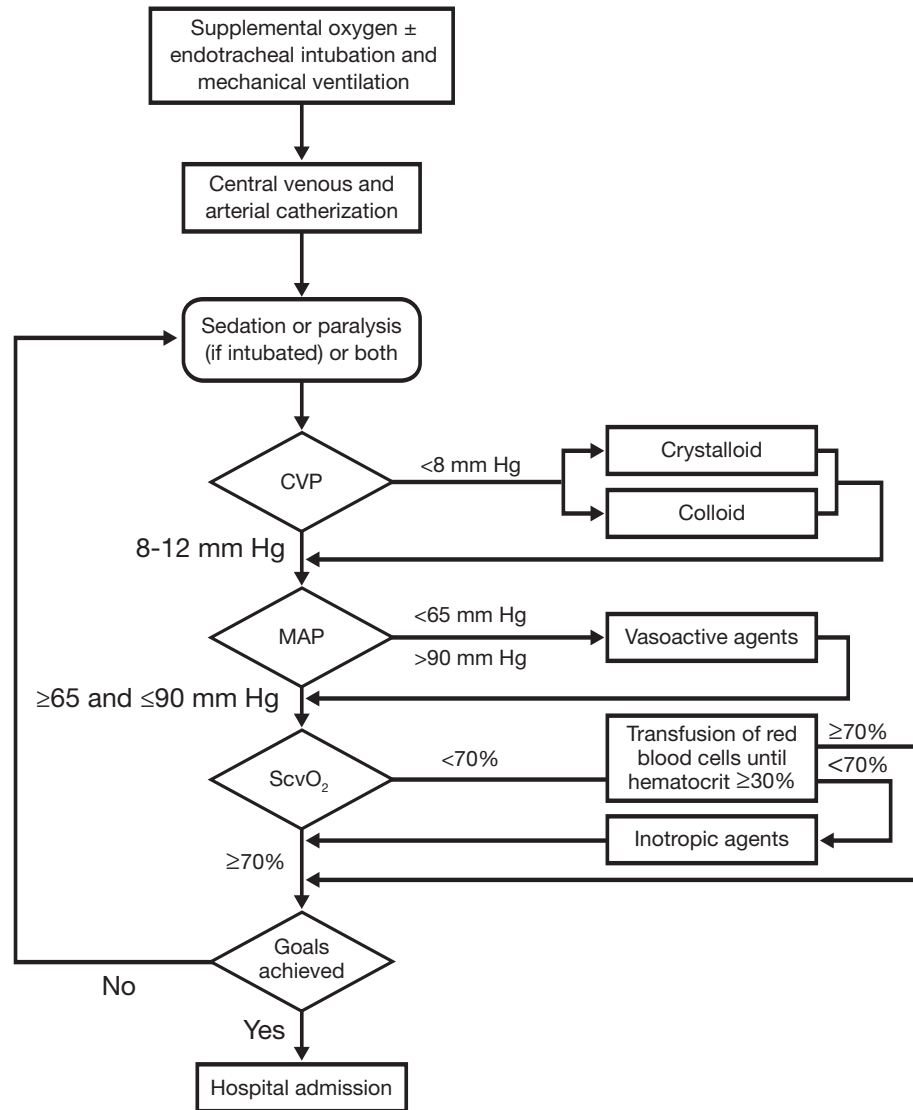 Supplemental oxygen ±
endotracheal intubation and
mechanical ventilation
Central venous and
arterial catherization
Sedation or paralysis
(if intubated) or both
CVP
<8 mm Hg
Crystalloid
Colloid
8-12 mm Hg
MAP
<65 mm Hg
>90 mm Hg
Vasoactive agents
≥65 and ≤90 mm Hg
ScvO₂
<70%
Transfusion of red
blood cells until
hematocrit ≥30%
≥70%
<70%
Inotropic agents
≥70%
Goals
achieved
No
Yes
Hospital admission